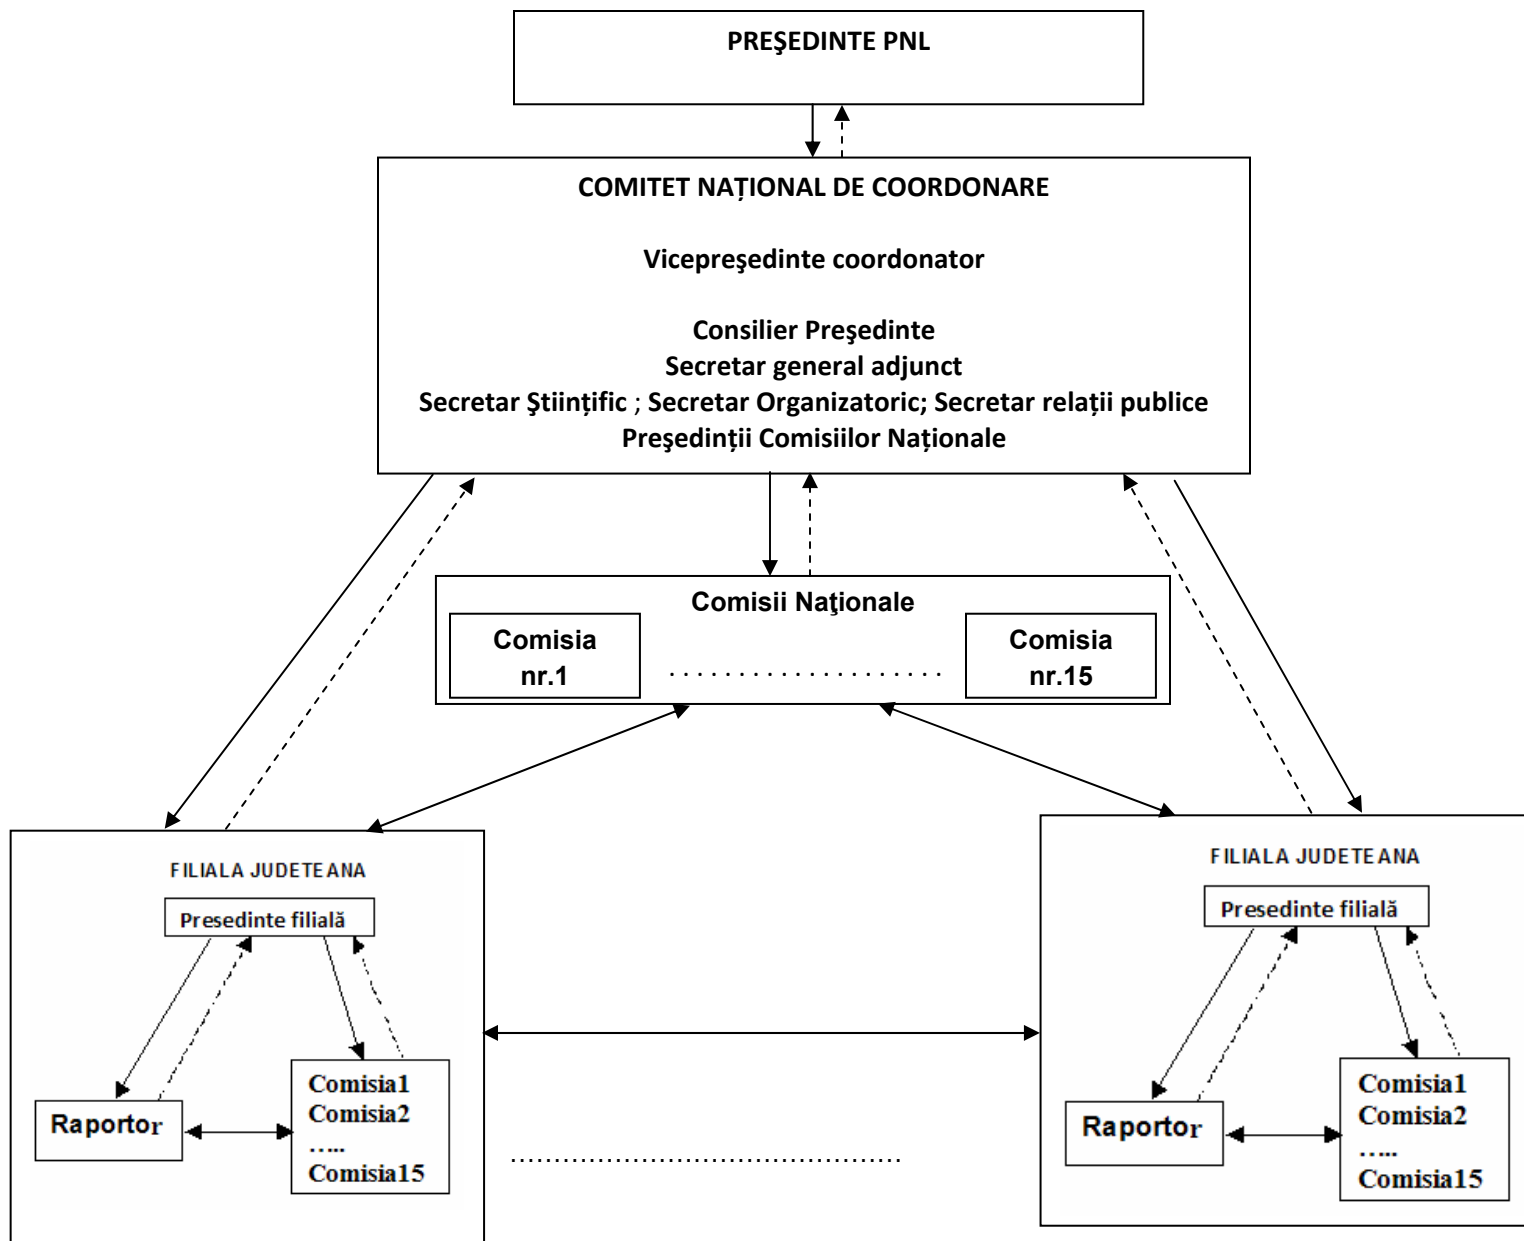 PREŞEDINTE PNL
COMITET NAȚIONAL DE COORDONARE
Vicepreşedinte coordonator
Consilier Preşedinte
Secretar general adjunct
Secretar Ştiințific ; Secretar Organizatoric; Secretar relații publice
Preşedinții Comisiilor Naționale
Comisii Naţionale
Comisia
nr.1
. . . . . . . . . . . . . . . . . . . .
Comisia
nr.15
FILIALA JUDETEANA
Presedinte filială
Raportor
Comisia1
Comisia2
.....
Comisia15
.................................................
FILIALA JUDETEANA
Presedinte filială
Raportor
Comisia1
Comisia2
.....
Comisia15